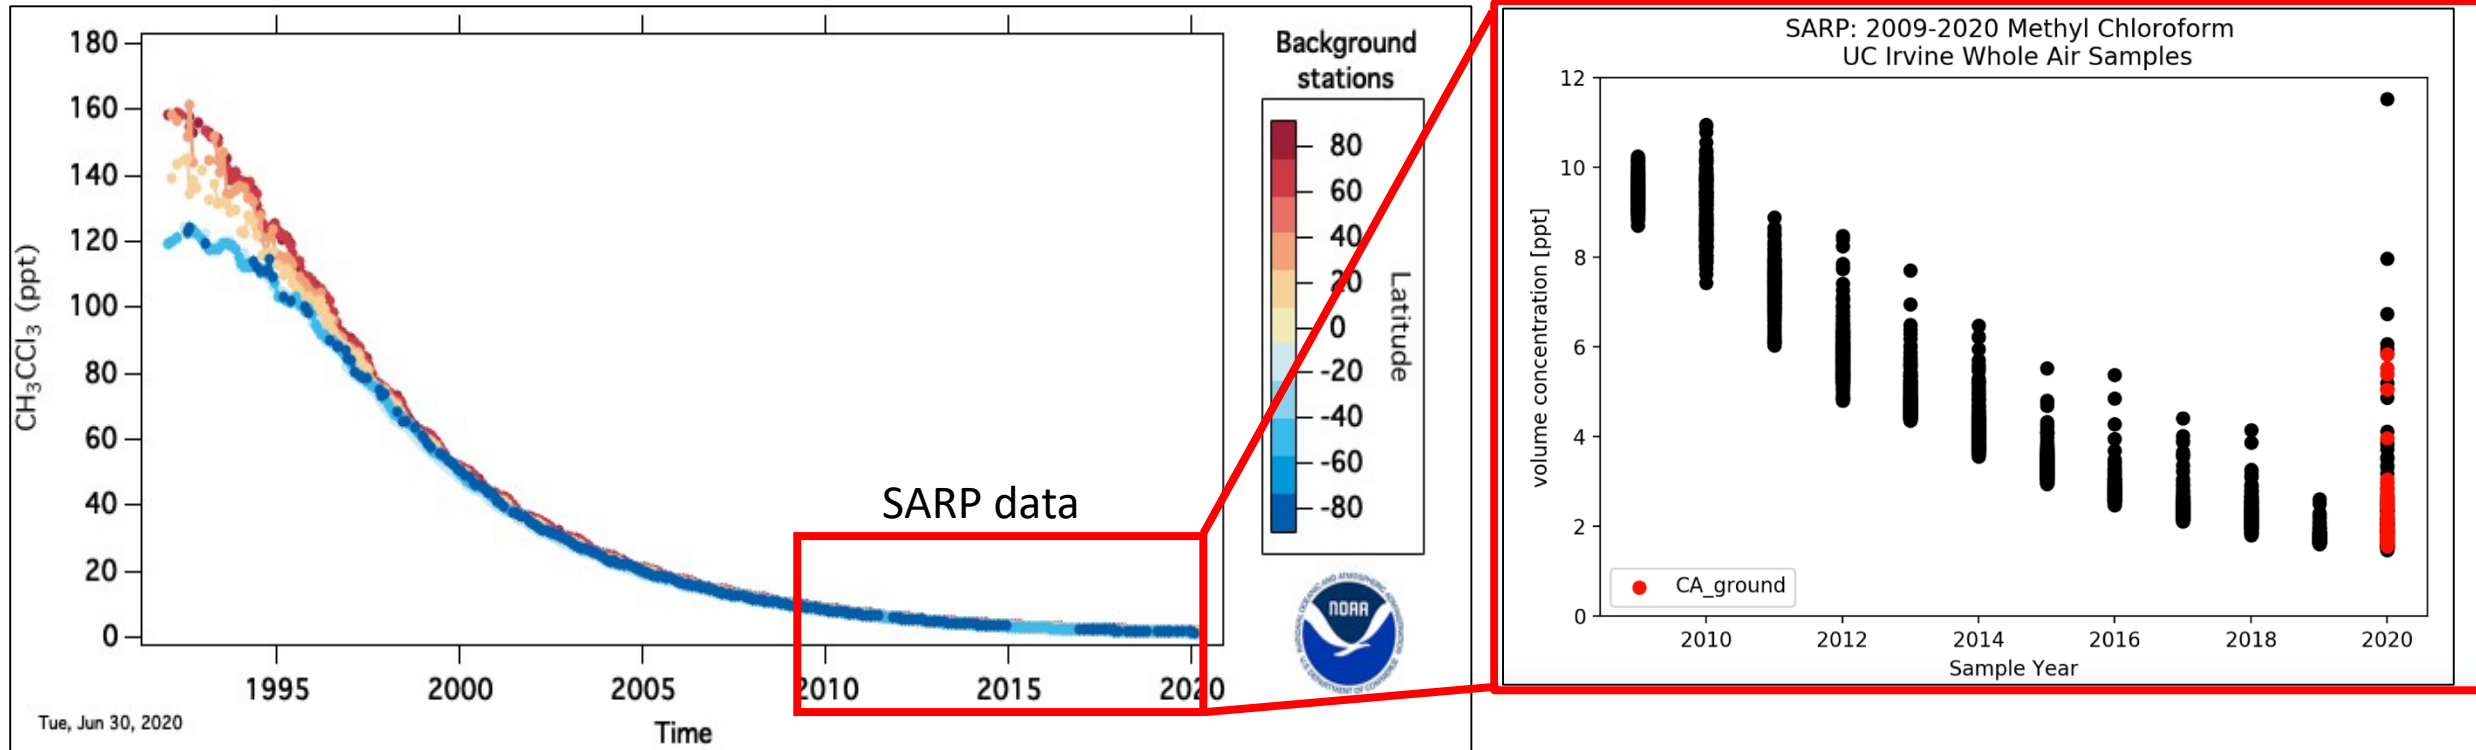 180
160
140
120
100
80
60
40
20
0
CH3CCl3 (ppt)
1995
2000
2005
2010
2015
2020
Time
Tue, Jun 30, 2020
SARP data
Background
stations
80
60
40
20
0
-20
-40
-60
-80
Latitude
NOAA
SARP: 2009-2020 Methyl Chloroform
UC Irvine Whole Air Samples
12
10
8
6
4
2
0
volume concentration [ppt]
CA_ground
2010
2012
2014
2016
2018
2020
Sample Year